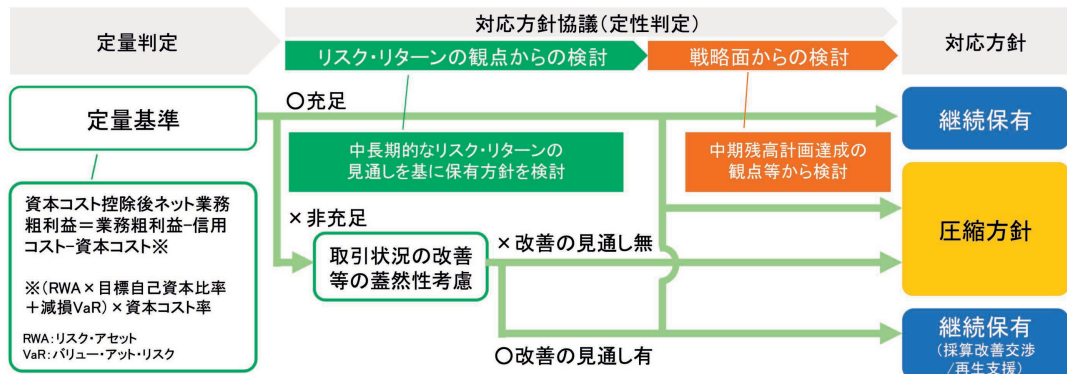 定量判定
対応方針協議(定性判定)
リスク・リターンの観点からの検討
戦略面からの検討
対応方針
定量基準
○充足
継続保有
中長期的なリスク・リターンの
見通しを基に保有方針を検討
中期残高計画達成の
観点等から検討
資本コスト控除後ネット業務
粗利益=業務粗利益-信用
コスト-資本コスト※
※(RWA×目標自己資本比率
+減損VaR)×資本コスト率
RWA:リスク・アセット
VaR:バリュー・アット・リスク
×非充足
取引状況の改善
等の蓋然性考慮
×改善の見通し無
圧縮方針
○改善の見通し有
継続保有
(採算改善交渉
/再生支援)